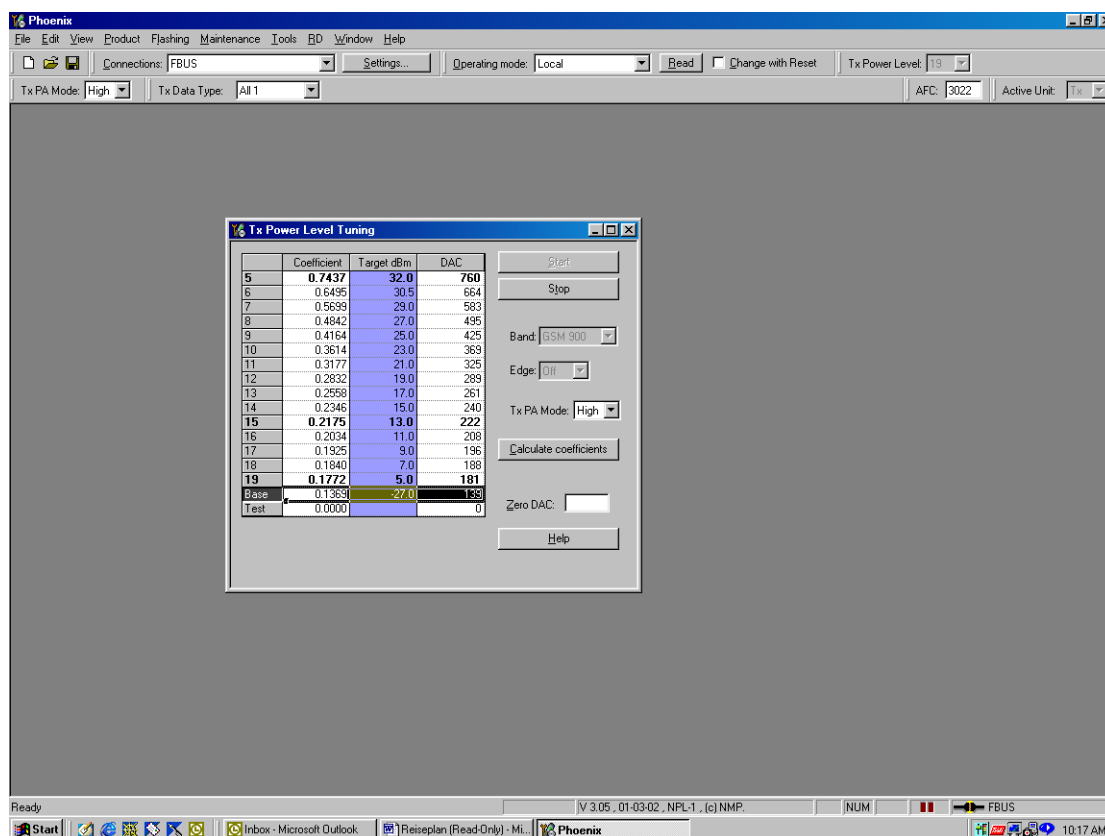 Phoenix
File Edit View Product Flashing Maintenance Tools RD Window Help
Connections: FBUS Settings... Operating mode: Local Read Change with Reset Tx Power Level: 19
Tx PA Mode: High Tx Data Type: All 1 AFC: 3022 Active Unit: Tx
Tx Power Level Tuning
Coefficient Target dBm DAC
5 0.7437 32.0 760
6 0.6495 30.5 664
7 0.5699 29.0 583
8 0.4842 27.0 495
9 0.4164 25.0 425
10 0.3614 23.0 369
11 0.3177 21.0 325
12 0.2832 19.0 289
13 0.2558 17.0 261
14 0.2346 15.0 240
15 0.2175 13.0 222
16 0.2034 11.0 208
17 0.1925 9.0 196
18 0.1840 7.0 188
19 0.1772 5.0 181
Base 0.1369 -27.0 139
Test 0.0000 0
Start
Stop
Band: GSM 900
Edge: Off
Tx PA Mode: High
Calculate coefficients
Zero DAC:
Help
Ready V 3.05 , 01-03-02 , NPL-1 , (c) NMP. NUM FBUS
Start Inbox - Microsoft Outlook Reiseplan (Read-Only) - Mi... Phoenix 10:17 AM